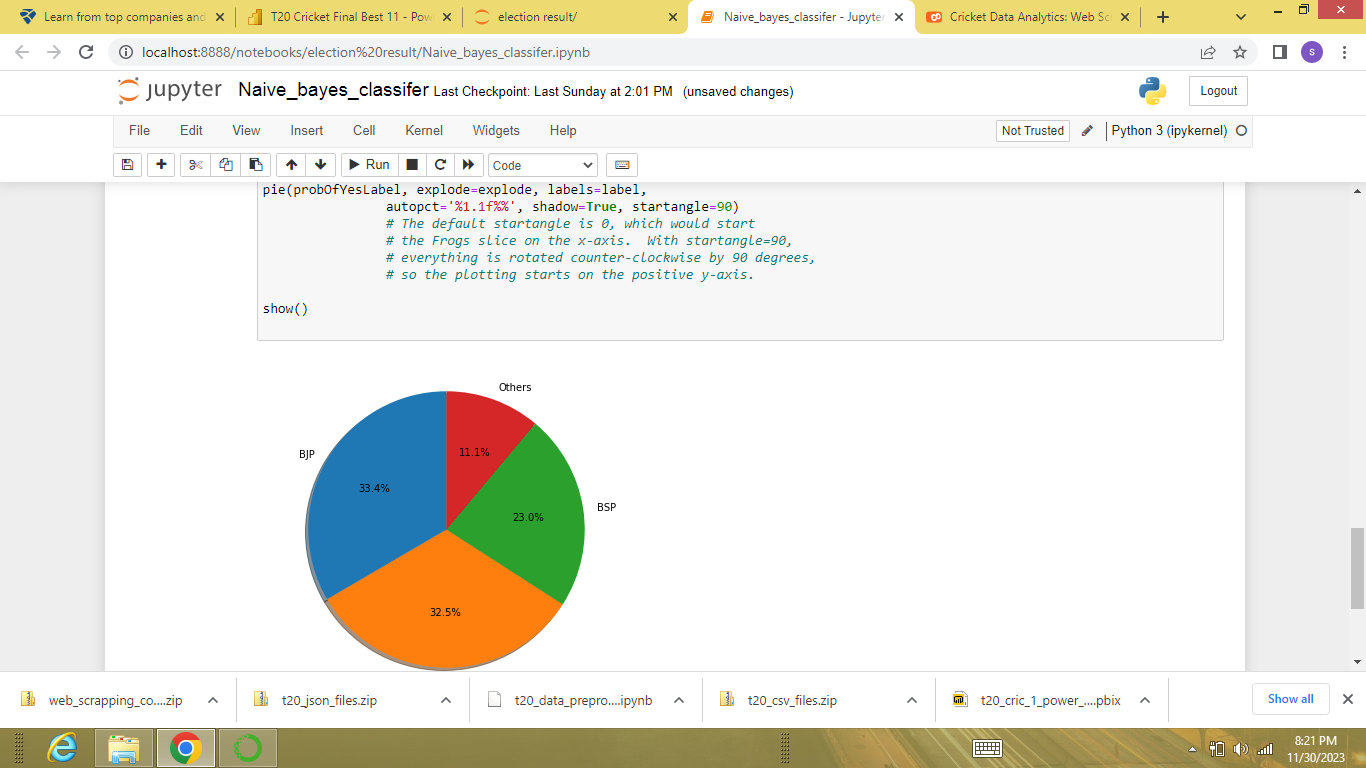 Learn from top companies and
T20 Cricket Final Best 11 - Pow
election result/
Naive_bayes_classifer - Jupyter
Cricket Data Analytics: Web Scr
localhost:8888/notebooks/election%20result/Naive_bayes_classifer.ipynb
s
jupyter Naive_bayes_classifer Last Checkpoint: Last Sunday at 2:01 PM (unsaved changes)
Logout
File Edit View Insert Cell Kernel Widgets Help
Not Trusted
Python 3 (ipykernel)
Run
Code
pie(probOfYesLabel, explode=explode, labels=label,
autopct='%1.1f%%', shadow=True, startangle=90)
# The default startangle is 0, which would start
# the Frogs slice on the x-axis.  With startangle=90,
# everything is rotated counter-clockwise by 90 degrees,
# so the plotting starts on the positive y-axis.
show()
Others
11.1%
BJP
33.4%
BSP
23.0%
32.5%
web_scrapping_co....zip
t20_json_files.zip
t20_data_prepro....ipynb
t20_csv_files.zip
t20_cric_1_power_....pbix
Show all
8:21 PM
11/30/2023